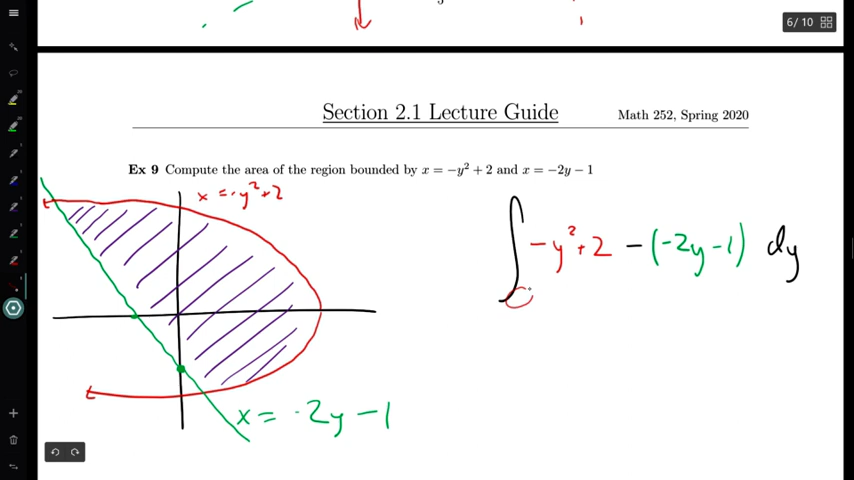 6 / 10
Section 2.1 Lecture Guide
Math 252, Spring 2020
Ex 9 Compute the area of the region bounded by x = −y² + 2 and x = −2y − 1
x = -y² + 2
∫ -y² + 2 - (-2y - 1) dy
x = -2y - 1